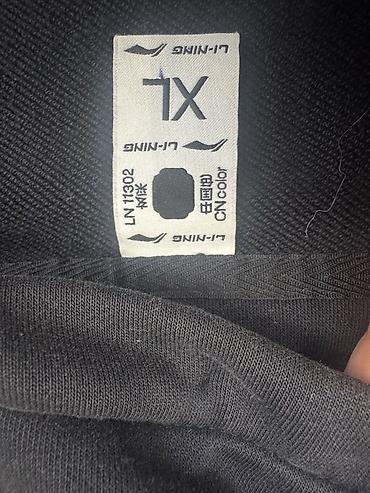 LI-NING
中国色
CN color
LN 11302
LI-NING
XL
LI-NING